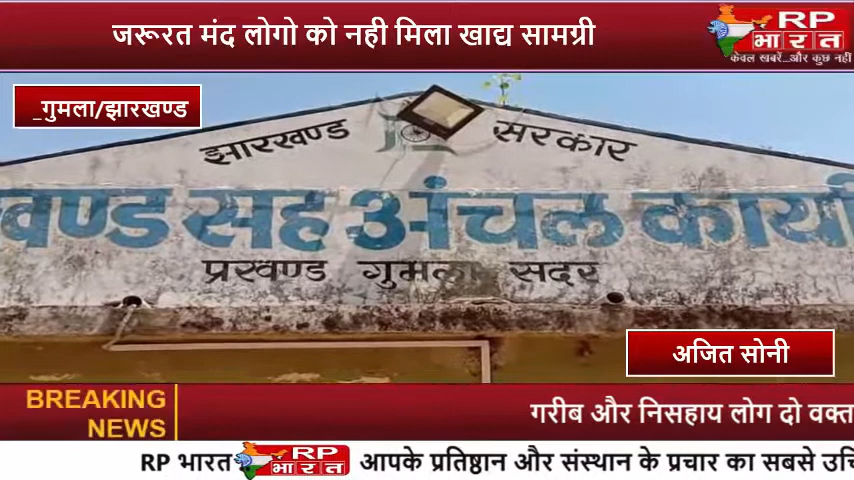 जरूरत मंद लोगो को नही मिला खाद्य सामग्री
RP
भारत
केवल खबरें...और कुछ नहीं
_गुमला/झारखण्ड
झारखण्ड सरकार
खण्ड सह अंचल कार्या
प्रखण्ड गुमला सदर
अजित सोनी
BREAKING
NEWS
गरीब और निसहाय लोग दो वक्त
RP भारत
RP
भारत
आपके प्रतिष्ठान और संस्थान के प्रचार का सबसे उचि